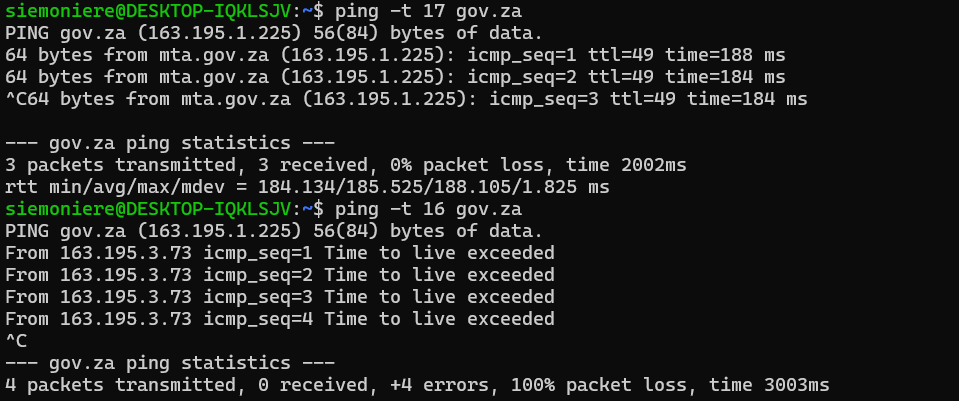 siemoniere@DESKTOP-IQKLSJV:~$ ping -t 17 gov.za
PING gov.za (163.195.1.225) 56(84) bytes of data.
64 bytes from mta.gov.za (163.195.1.225): icmp_seq=1 ttl=49 time=188 ms
64 bytes from mta.gov.za (163.195.1.225): icmp_seq=2 ttl=49 time=184 ms
^C64 bytes from mta.gov.za (163.195.1.225): icmp_seq=3 ttl=49 time=184 ms

--- gov.za ping statistics ---
3 packets transmitted, 3 received, 0% packet loss, time 2002ms
rtt min/avg/max/mdev = 184.134/185.525/188.105/1.825 ms
siemoniere@DESKTOP-IQKLSJV:~$ ping -t 16 gov.za
PING gov.za (163.195.1.225) 56(84) bytes of data.
From 163.195.3.73 icmp_seq=1 Time to live exceeded
From 163.195.3.73 icmp_seq=2 Time to live exceeded
From 163.195.3.73 icmp_seq=3 Time to live exceeded
From 163.195.3.73 icmp_seq=4 Time to live exceeded
^C
--- gov.za ping statistics ---
4 packets transmitted, 0 received, +4 errors, 100% packet loss, time 3003ms